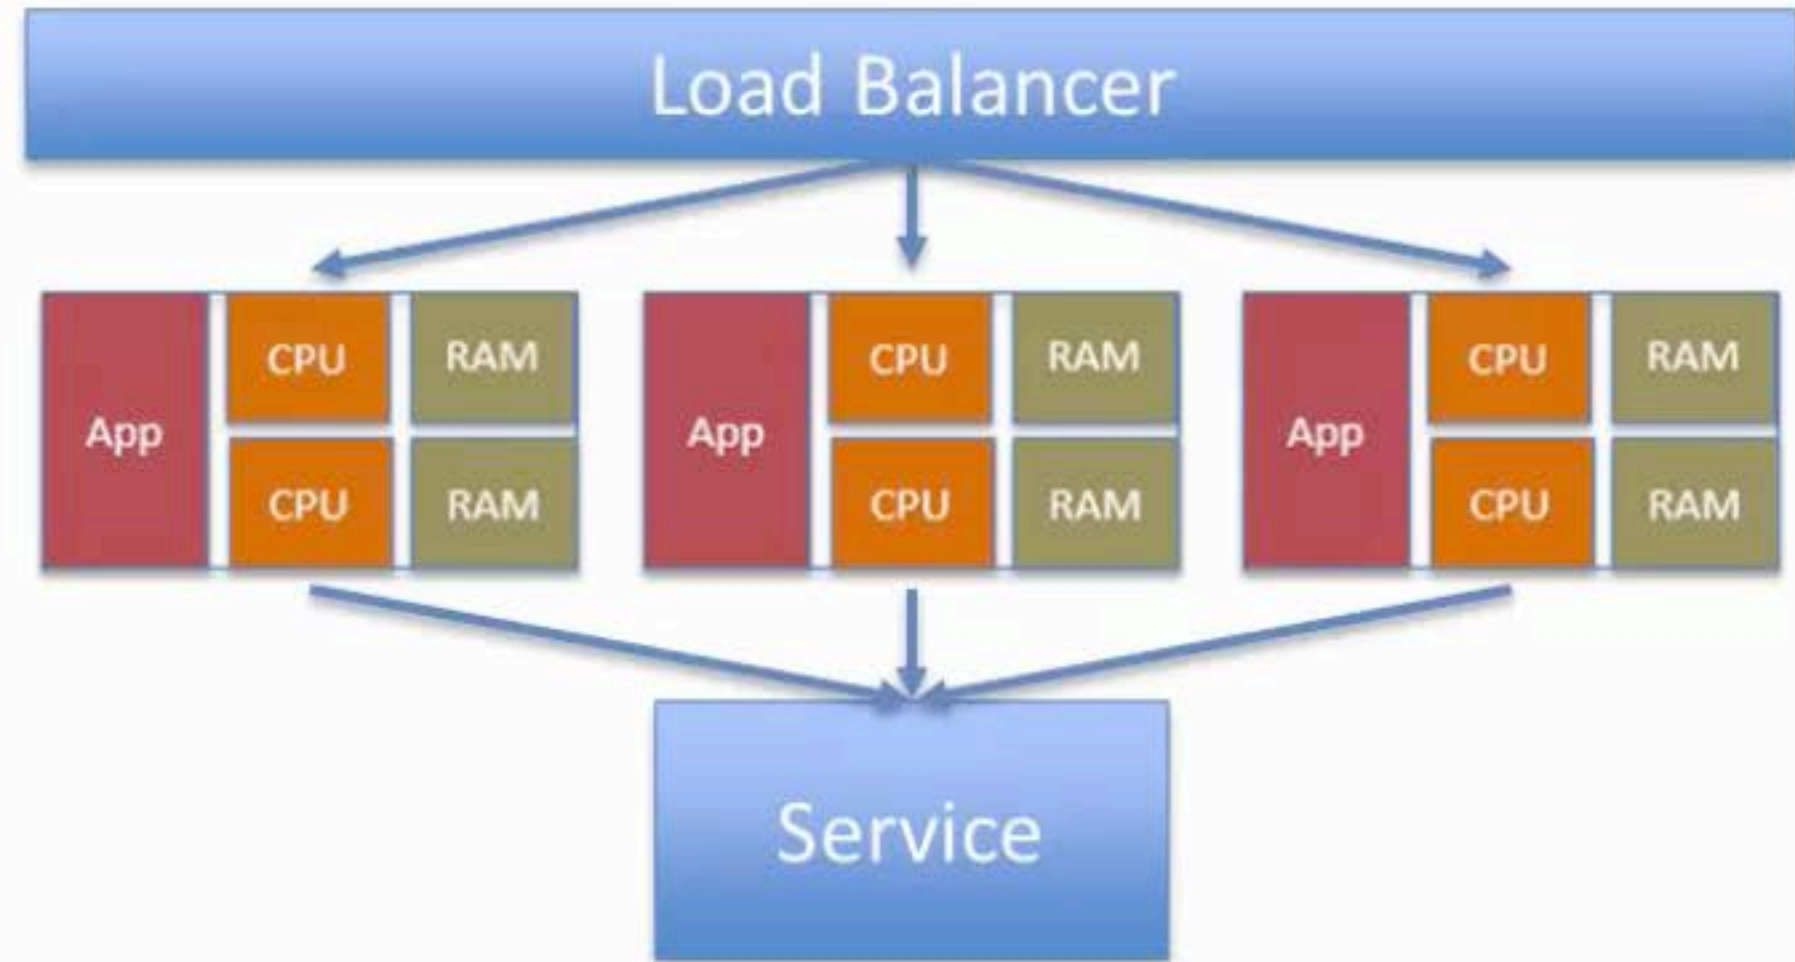 Load Balancer
CPU RAM CPU RAM CPU RAM
App App App
CPU RAM CPU RAM CPU RAM
Service